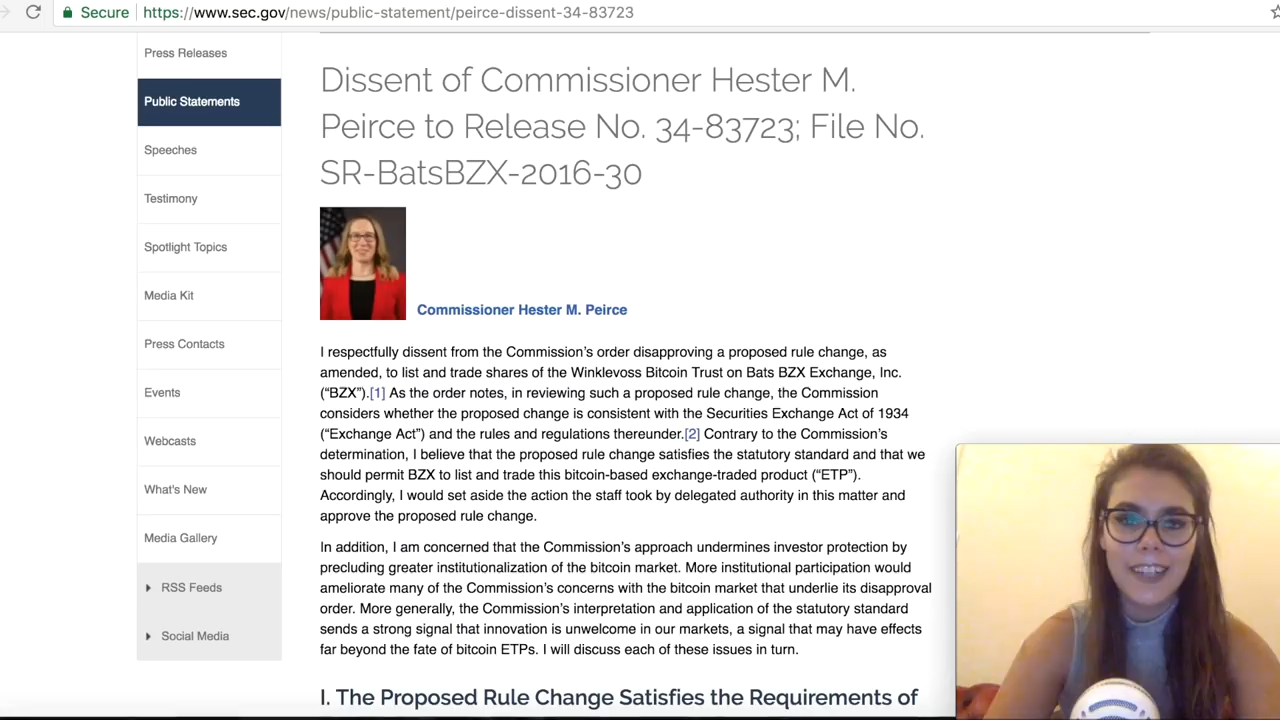 Secure https://www.sec.gov/news/public-statement/peirce-dissent-34-83723
Press Releases
Public Statements
Speeches
Testimony
Spotlight Topics
Media Kit
Press Contacts
Events
Webcasts
What's New
Media Gallery
RSS Feeds
Social Media
Dissent of Commissioner Hester M.
Peirce to Release No. 34-83723; File No.
SR-BatsBZX-2016-30
Commissioner Hester M. Peirce
I respectfully dissent from the Commission’s order disapproving a proposed rule change, as
amended, to list and trade shares of the Winklevoss Bitcoin Trust on Bats BZX Exchange, Inc.
(“BZX”).[1] As the order notes, in reviewing such a proposed rule change, the Commission
considers whether the proposed change is consistent with the Securities Exchange Act of 1934
(“Exchange Act”) and the rules and regulations thereunder.[2] Contrary to the Commission’s
determination, I believe that the proposed rule change satisfies the statutory standard and that we
should permit BZX to list and trade this bitcoin-based exchange-traded product (“ETP”).
Accordingly, I would set aside the action the staff took by delegated authority in this matter and
approve the proposed rule change.
In addition, I am concerned that the Commission’s approach undermines investor protection by
precluding greater institutionalization of the bitcoin market. More institutional participation would
ameliorate many of the Commission’s concerns with the bitcoin market that underlie its disapproval
order. More generally, the Commission’s interpretation and application of the statutory standard
sends a strong signal that innovation is unwelcome in our markets, a signal that may have effects
far beyond the fate of bitcoin ETPs. I will discuss each of these issues in turn.
I. The Proposed Rule Change Satisfies the Requirements of